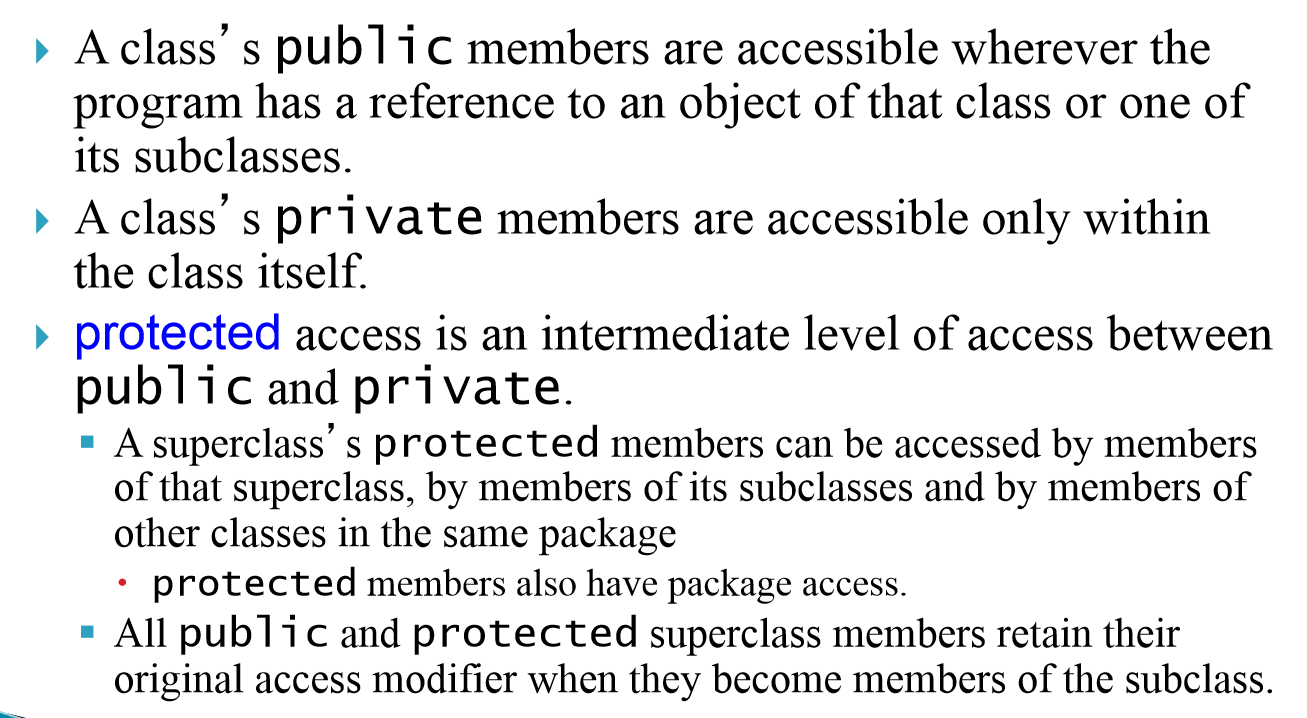 A class's public members are accessible wherever the
program has a reference to an object of that class or one of
its subclasses.
A class's private members are accessible only within
the class itself.
protected access is an intermediate level of access between
public and private.
A superclass's protected members can be accessed by members
of that superclass, by members of its subclasses and by members of
other classes in the same package
protected members also have package access.
All public and protected superclass members retain their
original access modifier when they become members of the subclass.